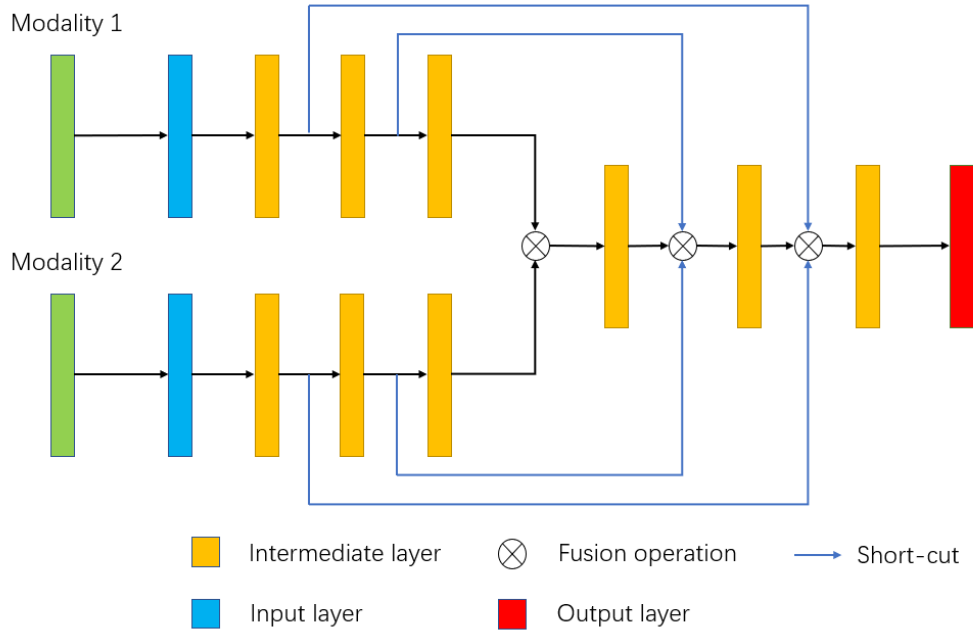 Modality 1
Modality 2
Intermediate layer
Fusion operation
Short-cut
Input layer
Output layer